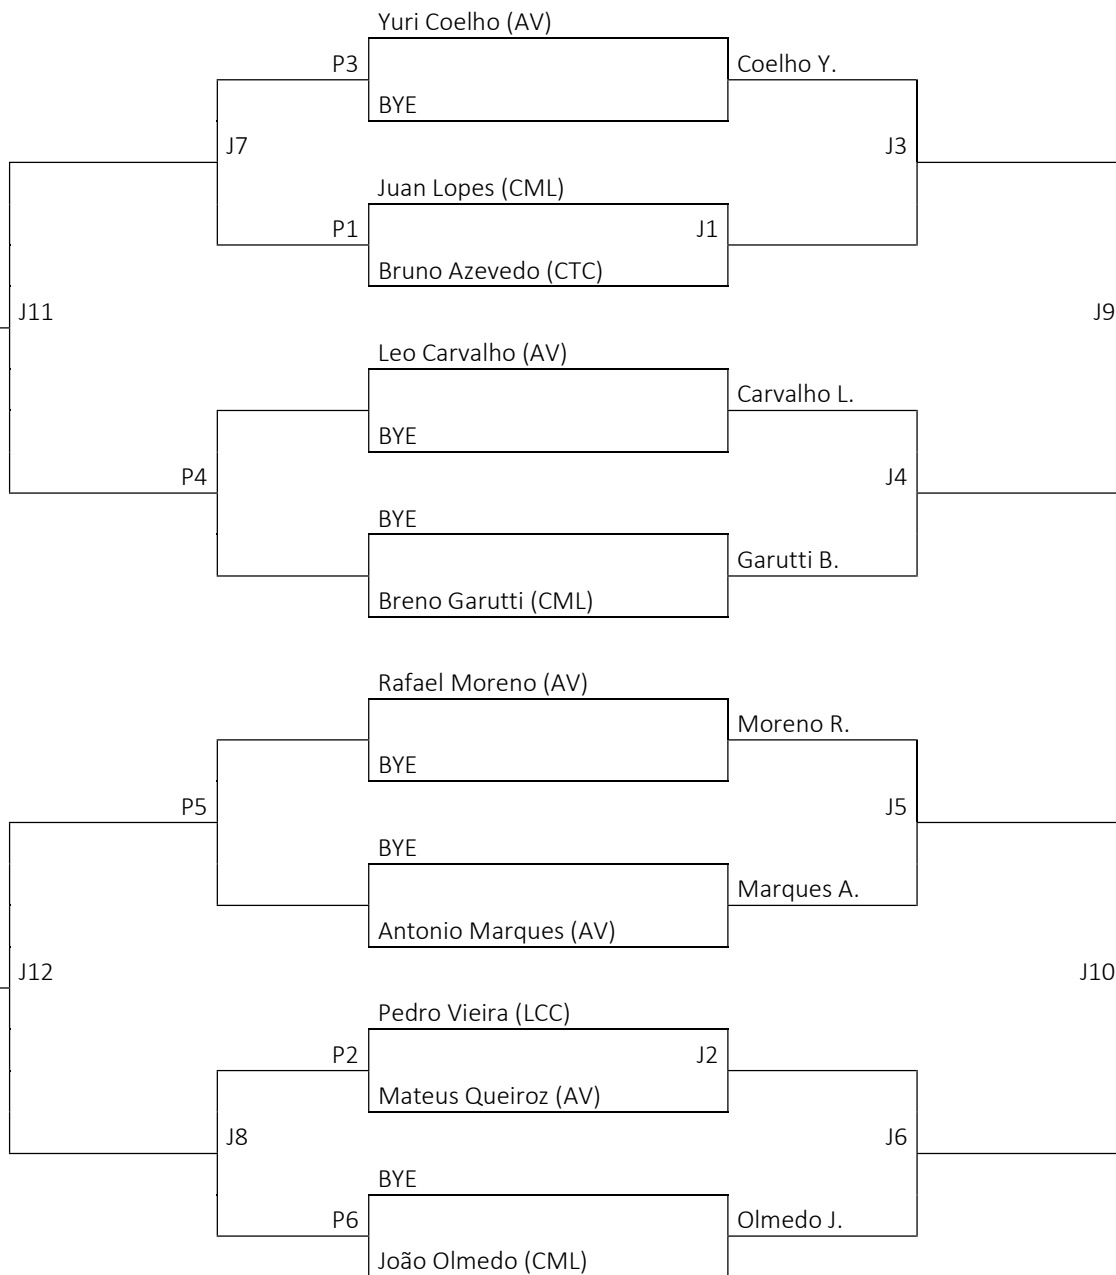 Yuri Coelho (AV)
P3
Coelho Y.
BYE
J7
J3
Juan Lopes (CML)
P1
J1
Bruno Azevedo (CTC)
J11
J9
Leo Carvalho (AV)
Carvalho L.
BYE
P4
J4
BYE
Garutti B.
Breno Garutti (CML)
Rafael Moreno (AV)
Moreno R.
BYE
P5
J5
BYE
Marques A.
Antonio Marques (AV)
J12
J10
Pedro Vieira (LCC)
P2
J2
Mateus Queiroz (AV)
J8
J6
BYE
P6
Olmedo J.
João Olmedo (CML)